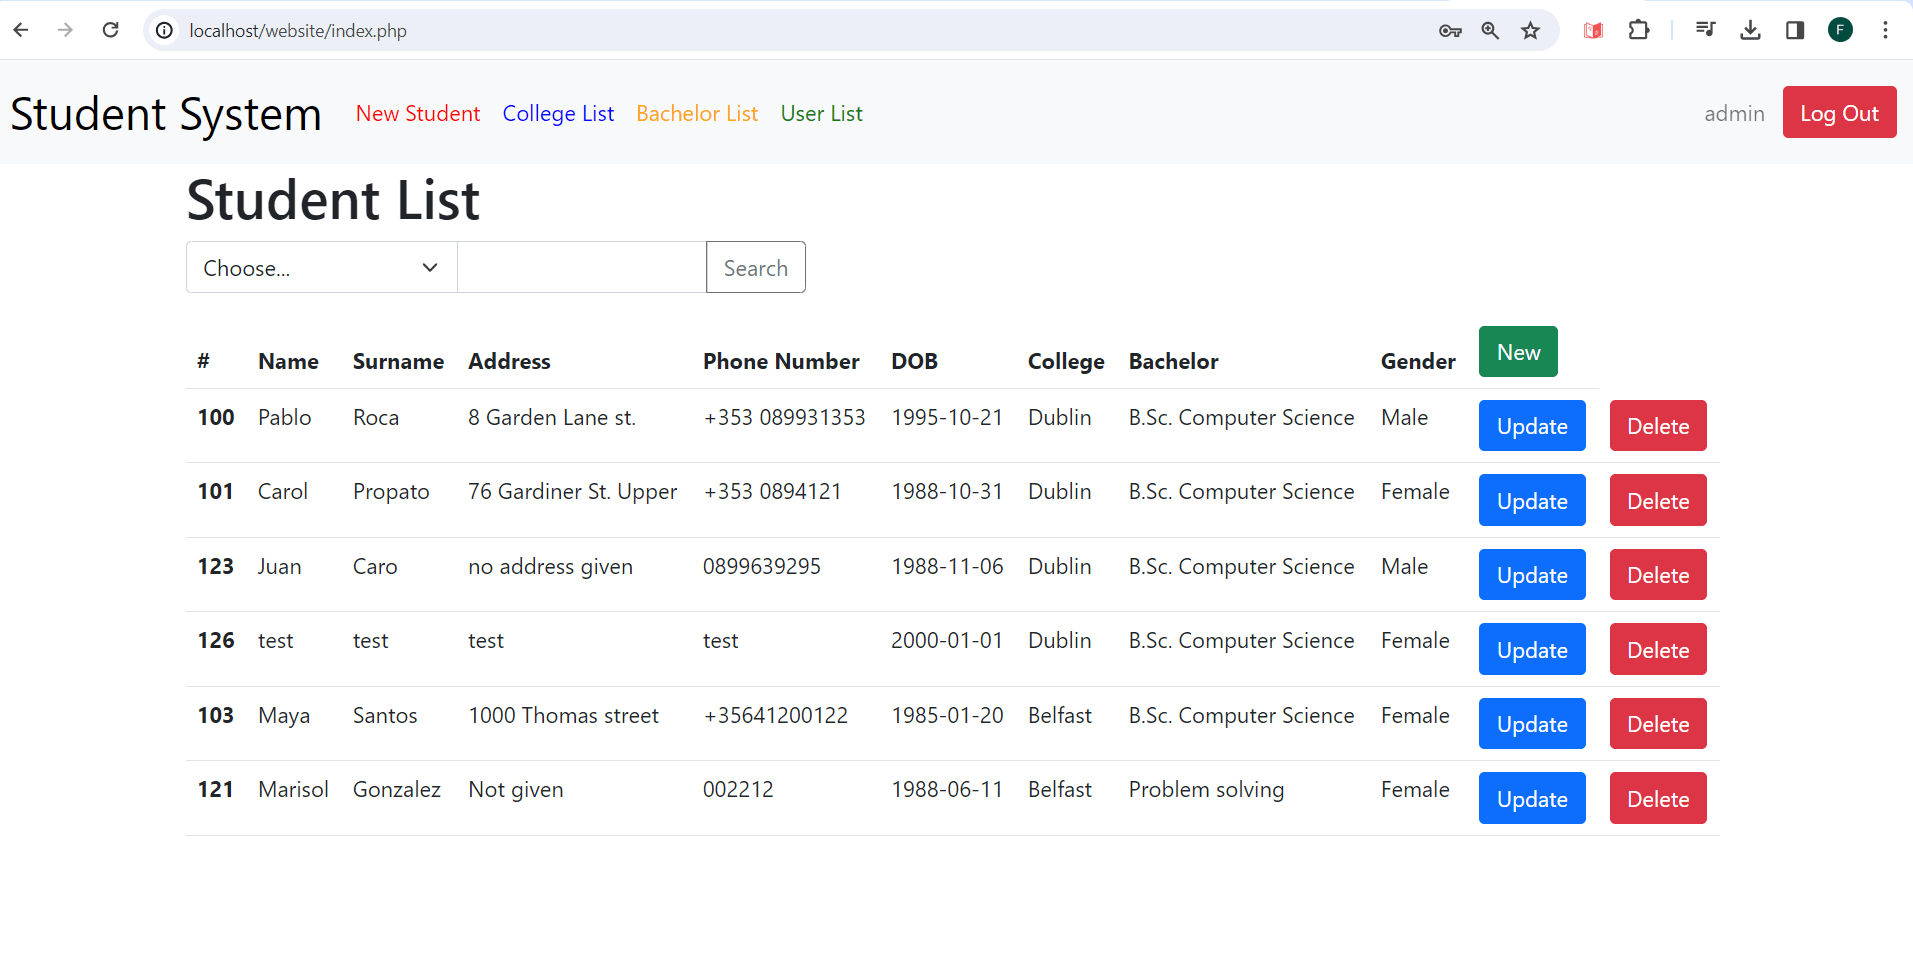 localhost/website/index.php F
Student System New Student College List Bachelor List User List admin Log Out
Student List
Choose... Search
# Name Surname Address Phone Number DOB College Bachelor Gender New
100 Pablo Roca 8 Garden Lane st. +353 089931353 1995-10-21 Dublin B.Sc. Computer Science Male Update Delete
101 Carol Propato 76 Gardiner St. Upper +353 0894121 1988-10-31 Dublin B.Sc. Computer Science Female Update Delete
123 Juan Caro no address given 0899639295 1988-11-06 Dublin B.Sc. Computer Science Male Update Delete
126 test test test test 2000-01-01 Dublin B.Sc. Computer Science Female Update Delete
103 Maya Santos 1000 Thomas street +35641200122 1985-01-20 Belfast B.Sc. Computer Science Female Update Delete
121 Marisol Gonzalez Not given 002212 1988-06-11 Belfast Problem solving Female Update Delete